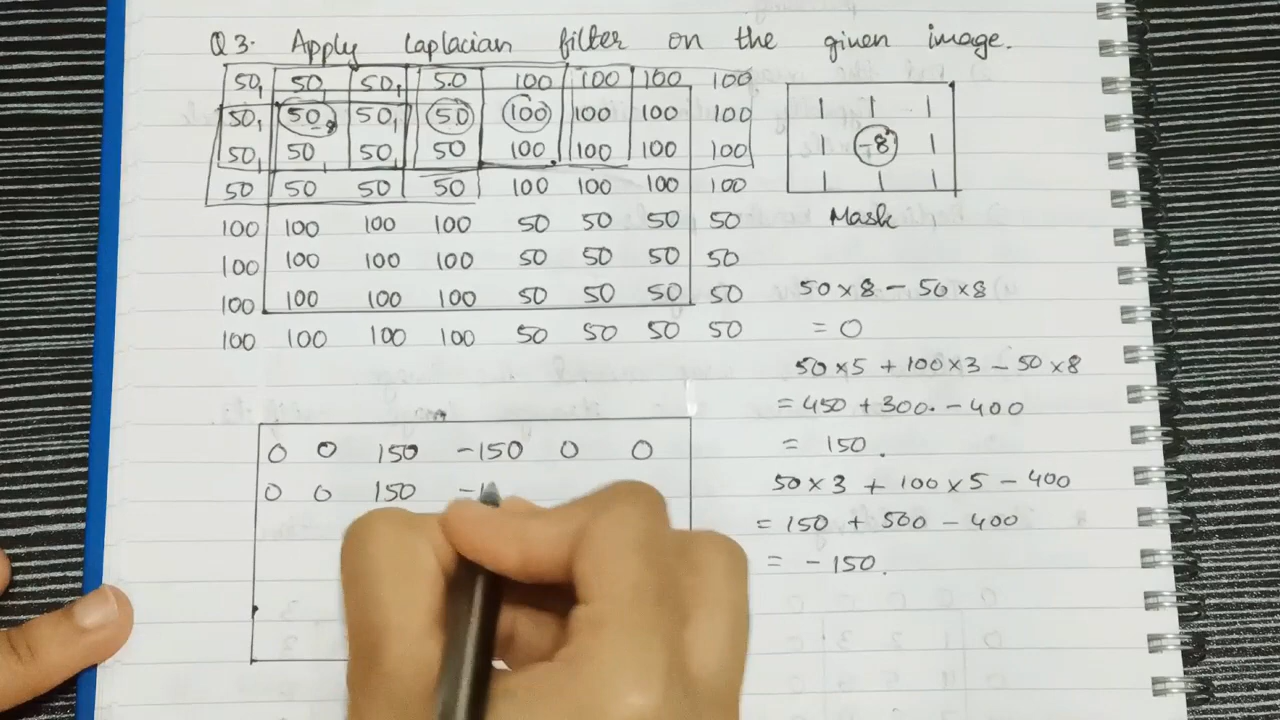 Q3. Apply Laplacian filter on the given image.
50 50 50 50 100 100 100 100
50 50 50 50 100 100 100 100
50 50 50 50 100 100 100 100
50 50 50 50 100 100 100 100
100 100 100 100 50 50 50 50
100 100 100 100 50 50 50 50
100 100 100 100 50 50 50 50
100 100 100 100 50 50 50 50
1 1 1
1 -8 1
1 1 1
Mask
50×8 - 50×8
= 0
50×5 + 100×3 - 50×8
= 450 + 300. - 400
= 150.
50×3 + 100×5 - 400
= 150 + 500 - 400
= -150.
0 0 150 -150 0 0
0 0 150 -1